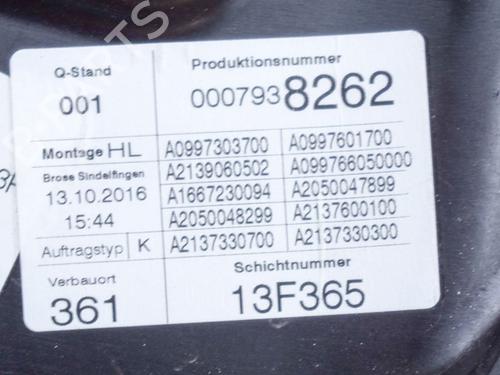 Q-Stand Produktionsnummer
001 0007938262
Montage HL A0997303700 A0997601700
Brose Sindelfingen A2139060502 A099766050000
13.10.2016 A1667230094 A2050047899
15:44 A2050048299 A2137600100
Auftragstyp K A2137330700 A2137330300
Verbauort Schichtnummer
361 13F365